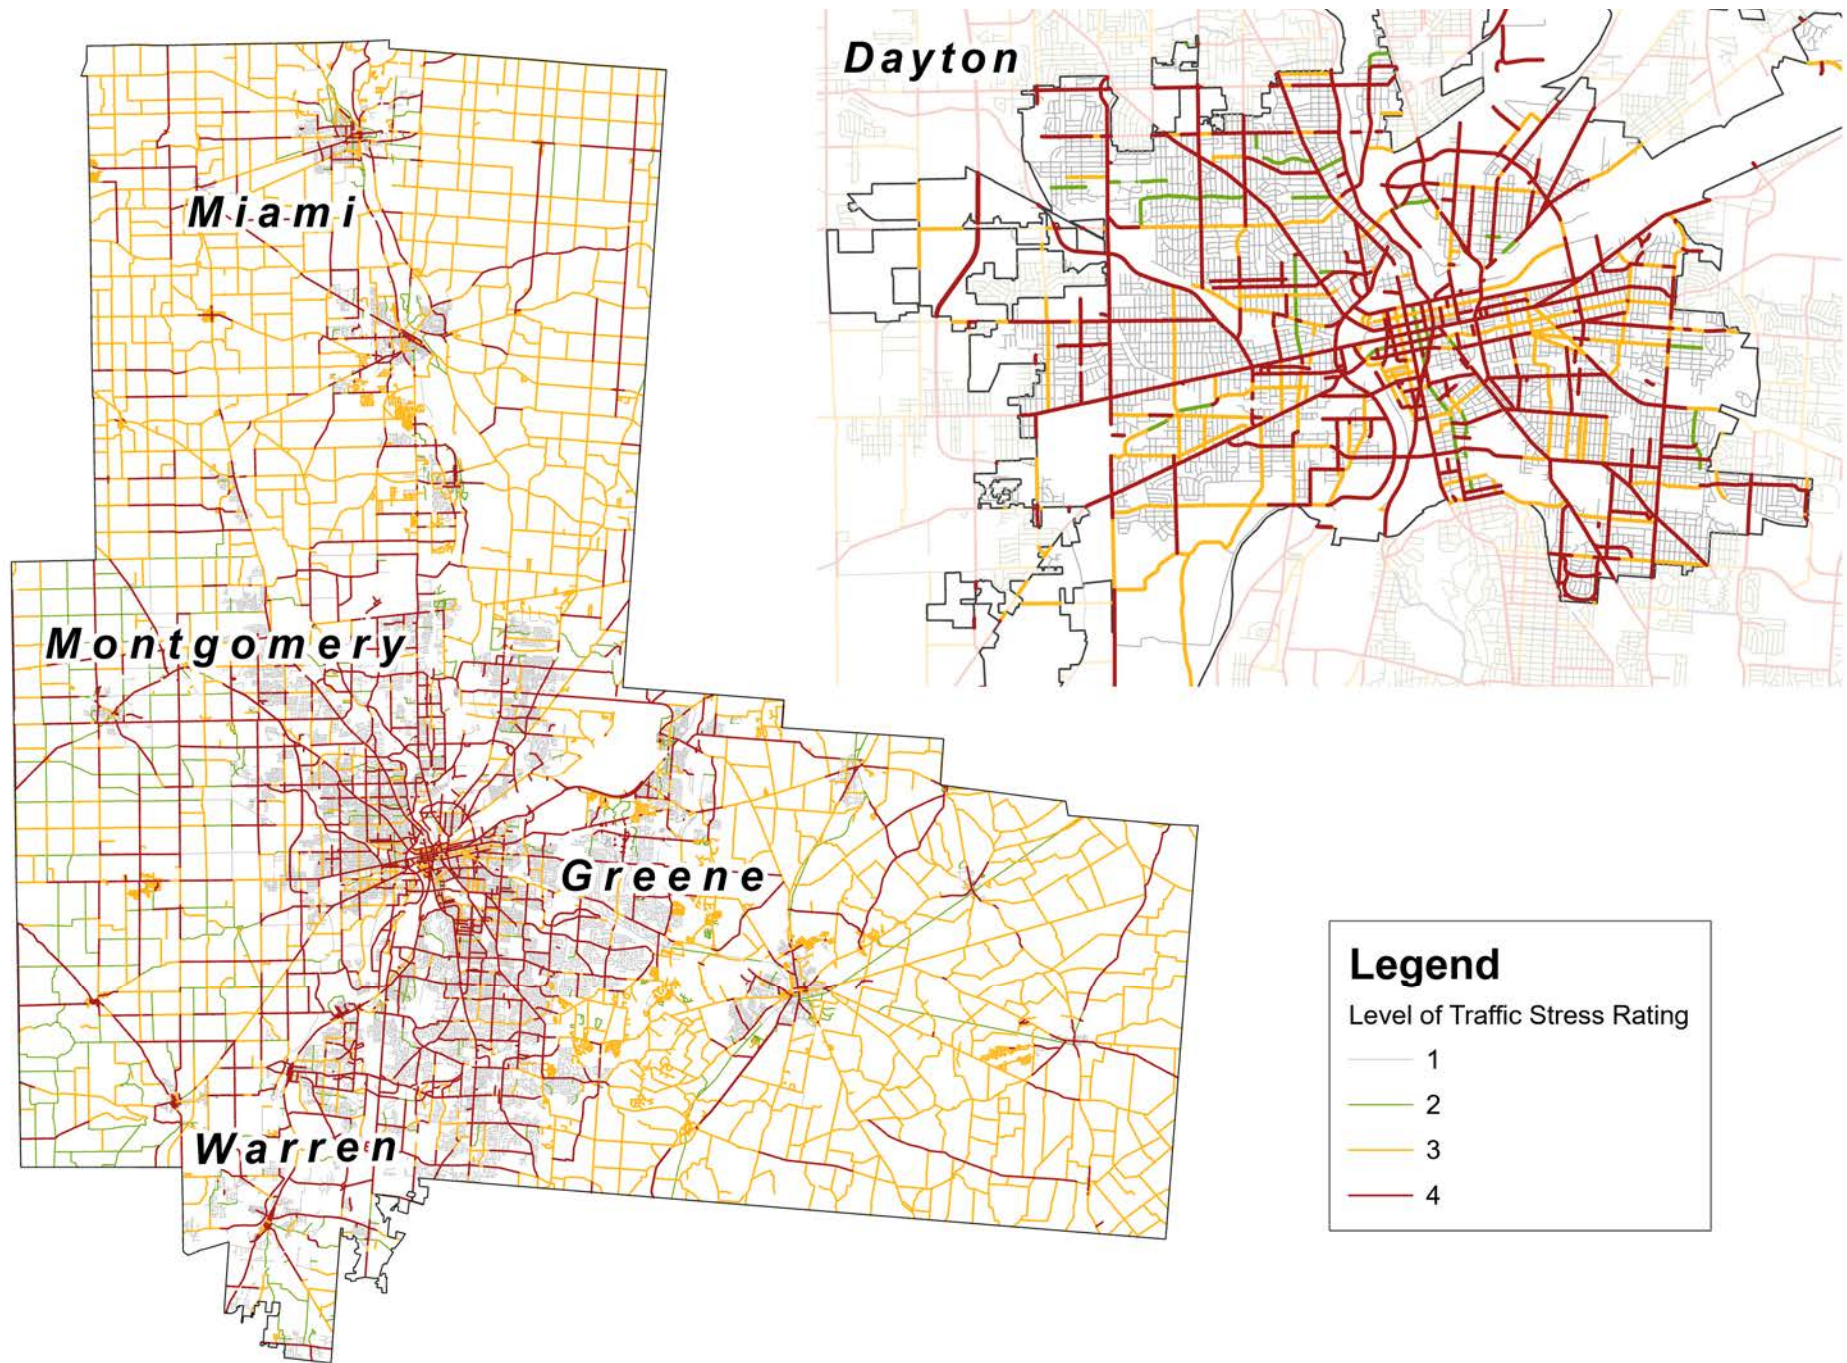 Dayton
Miami
Montgomery
Greene
Warren
Legend
Level of Traffic Stress Rating
1
2
3
4